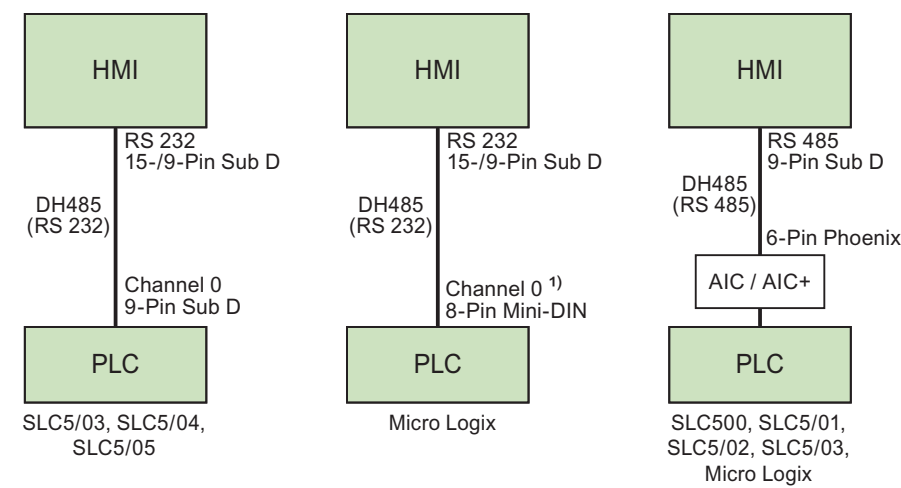 HMI
RS 232
15-/9-Pin Sub D
DH485
(RS 232)
Channel 0
9-Pin Sub D
PLC
SLC5/03, SLC5/04,
SLC5/05
HMI
RS 232
15-/9-Pin Sub D
DH485
(RS 232)
Channel 0 1)
8-Pin Mini-DIN
PLC
Micro Logix
HMI
RS 485
9-Pin Sub D
DH485
(RS 485)
6-Pin Phoenix
AIC / AIC+
PLC
SLC500, SLC5/01,
SLC5/02, SLC5/03,
Micro Logix